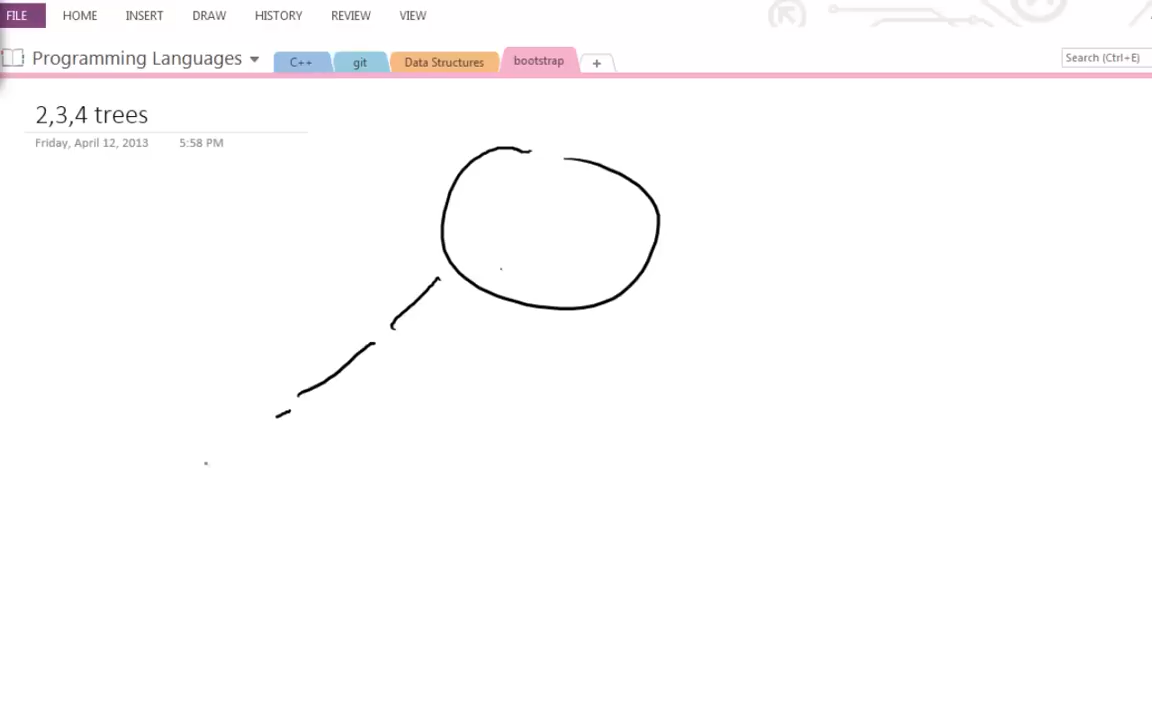 FILE HOME INSERT DRAW HISTORY REVIEW VIEW
Programming Languages C++ git Data Structures bootstrap + Search (Ctrl+E)
2,3,4 trees
Friday, April 12, 2013 5:58 PM